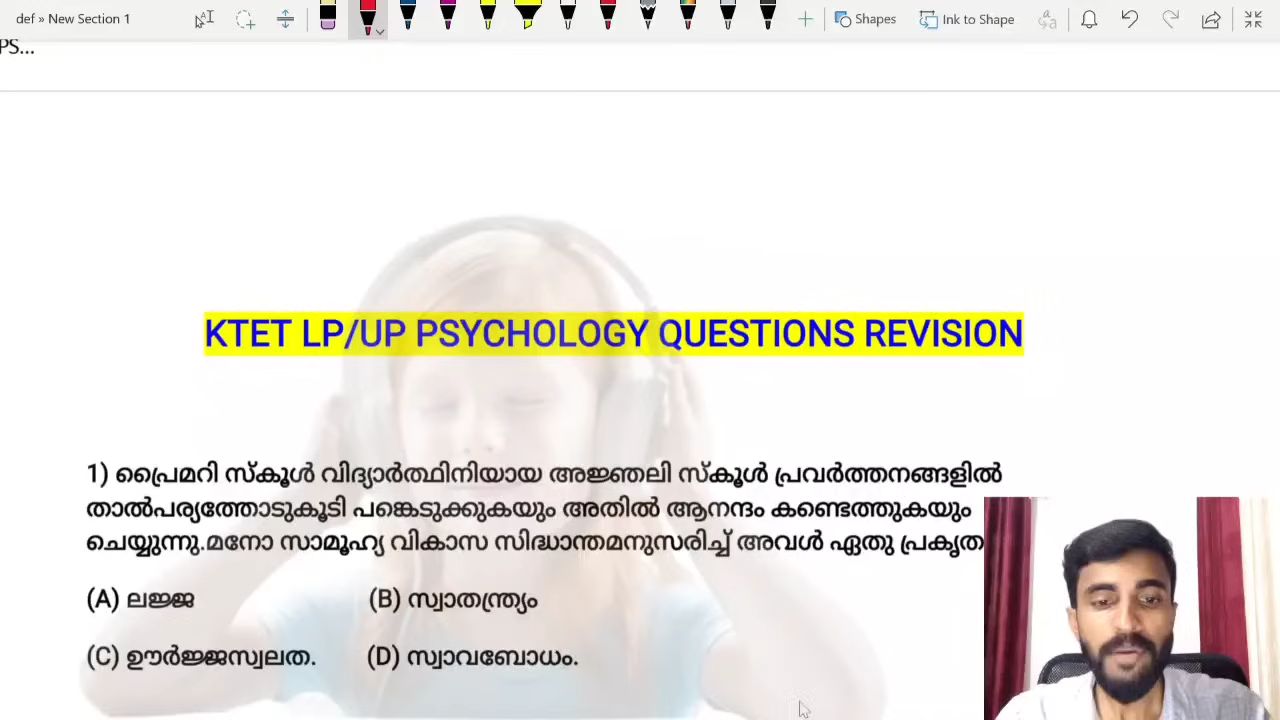 def » New Section 1
Shapes
Ink to Shape
PS...
KTET LP/UP PSYCHOLOGY QUESTIONS REVISION
1) പ്രൈമറി സ്കൂൾ വിദ്യാർത്ഥിനിയായ അഞ്ജലി സ്കൂൾ പ്രവർത്തനങ്ങളിൽ
താൽപര്യത്തോടുകൂടി പങ്കെടുക്കുകയും അതിൽ ആനന്ദം കണ്ടെത്തുകയും
ചെയ്യുന്നു.മനോ സാമൂഹ്യ വികാസ സിദ്ധാന്തമനുസരിച്ച് അവൾ ഏതു പ്രകൃത
(A) ലജ്ജ
(B) സ്വാതന്ത്ര്യം
(C) ഊർജ്ജസ്വലത.
(D) സ്വാവബോധം.